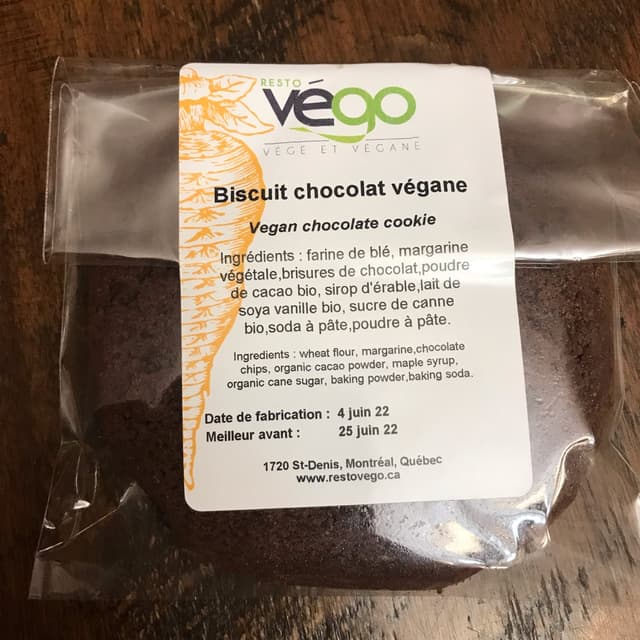 RESTO
végo
VÉGÉ ET VÉGANE
Biscuit chocolat végane
Vegan chocolate cookie
Ingrédients : farine de blé, margarine
végétale,brisures de chocolat,poudre
de cacao bio, sirop d'érable,lait de
soya vanille bio, sucre de canne
bio,soda à pâte,poudre à pâte.
Ingredients : wheat flour, margarine,chocolate
chips, organic cacao powder, maple syrup,
organic cane sugar, baking powder,baking soda.
Date de fabrication : 4 juin 22
Meilleur avant : 25 juin 22
1720 St-Denis, Montréal, Québec
www.restovego.ca